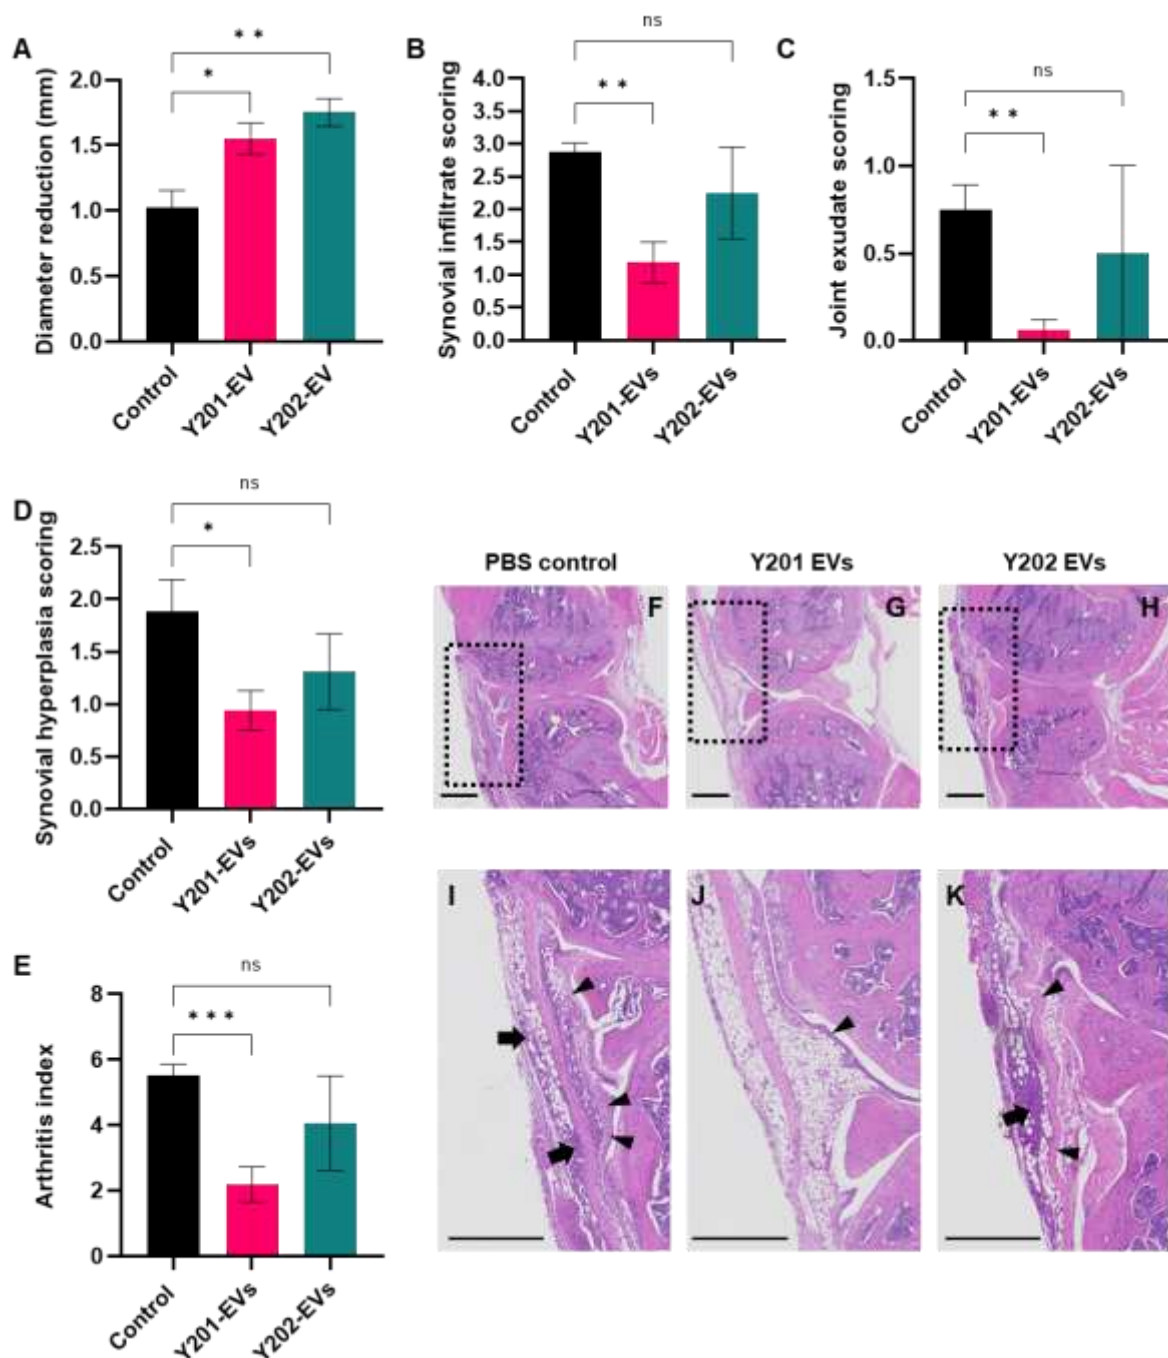 A
Diameter reduction (mm)
* *
*
2.0
1.5
1.0
0.5
0.0
Control
Y201-EV
Y202-EV
B
Synovial infiltrate scoring
ns
* *
4.0
3.5
3.0
2.5
2.0
1.5
1.0
0.5
0.0
Control
Y201-EVs
Y202-EVs
C
Joint exudate scoring
ns
* *
1.5
1.0
0.5
0.0
Control
Y201-EVs
Y202-EVs
D
Synovial hyperplasia scoring
ns
*
2.5
2.0
1.5
1.0
0.5
0.0
Control
Y201-EVs
Y202-EVs
PBS control
Y201 EVs
Y202 EVs
F
G
H
E
Arthritis index
ns
* * *
8
6
4
2
0
Control
Y201-EVs
Y202-EVs
I
J
K